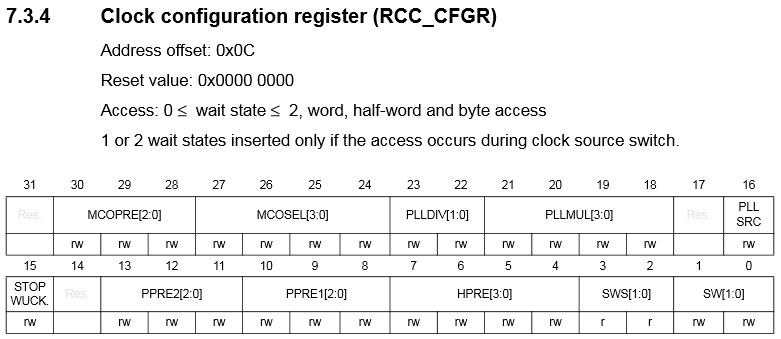 7.3.4 Clock configuration register (RCC_CFGR)
Address offset: 0x0C
Reset value: 0x0000 0000
Access: 0 ≤ wait state ≤ 2, word, half-word and byte access
1 or 2 wait states inserted only if the access occurs during clock source switch.
31 30 29 28 27 26 25 24 23 22 21 20 19 18 17 16
Res. MCOPRE[2:0] MCOSEL[3:0] PLLDIV[1:0] PLLMUL[3:0] Res. PLL
SRC
rw rw rw rw rw rw rw rw rw rw rw rw rw rw
15 14 13 12 11 10 9 8 7 6 5 4 3 2 1 0
STOP
WUCK. Res. PPRE2[2:0] PPRE1[2:0] HPRE[3:0] SWS[1:0] SW[1:0]
rw rw rw rw rw rw rw rw rw rw rw r r rw rw